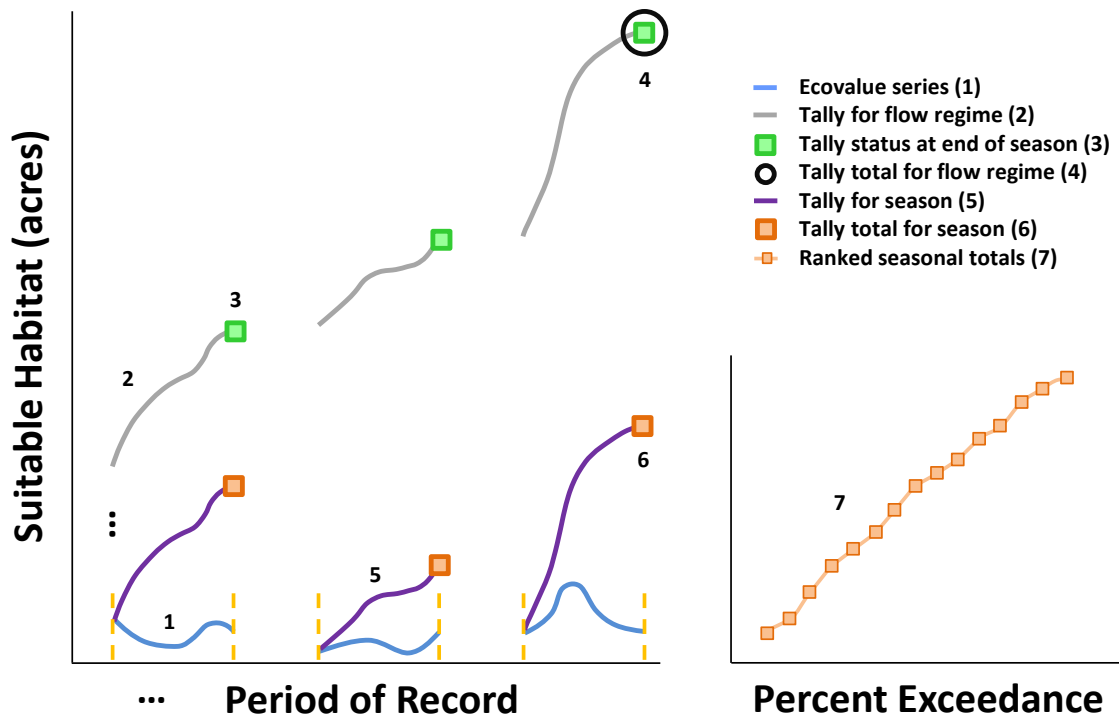 4
Ecovalue series (1)
Tally for flow regime (2)
Tally status at end of season (3)
Tally total for flow regime (4)
Tally for season (5)
Tally total for season (6)
Ranked seasonal totals (7)
Suitable Habitat (acres)
3
2
6
7
...
5
1
... Period of Record
Percent Exceedance